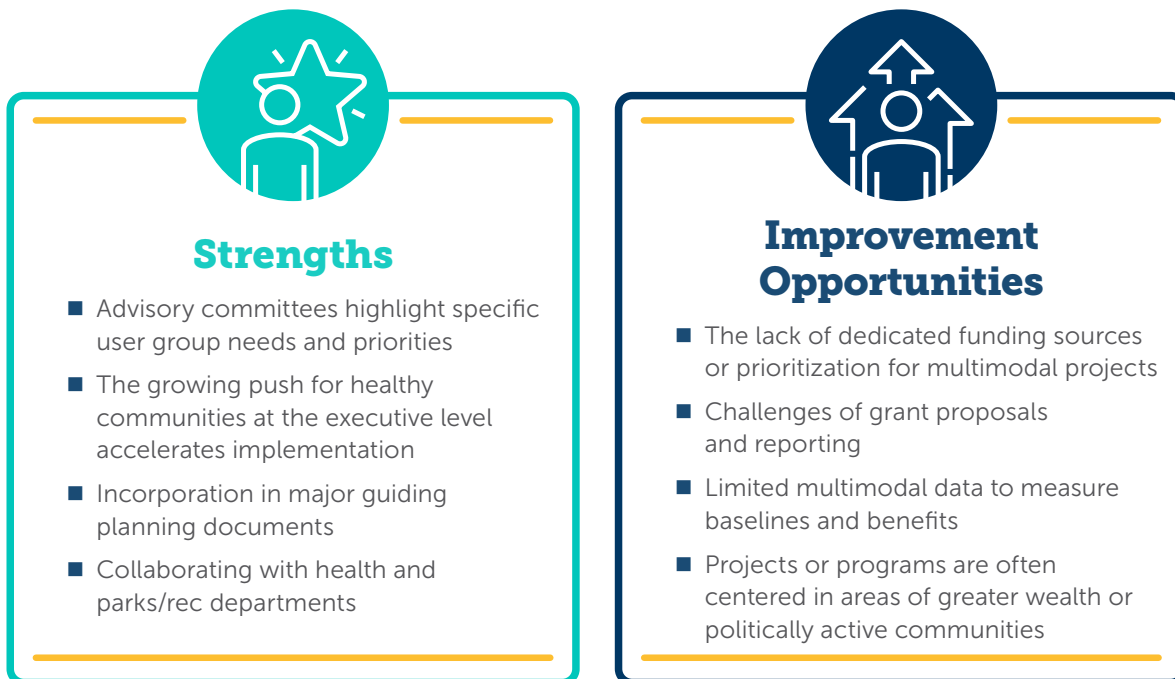 Strengths
■ Advisory committees highlight specific
user group needs and priorities
■ The growing push for healthy
communities at the executive level
accelerates implementation
■ Incorporation in major guiding
planning documents
■ Collaborating with health and
parks/rec departments
Improvement
Opportunities
■ The lack of dedicated funding sources
or prioritization for multimodal projects
■ Challenges of grant proposals
and reporting
■ Limited multimodal data to measure
baselines and benefits
■ Projects or programs are often
centered in areas of greater wealth or
politically active communities